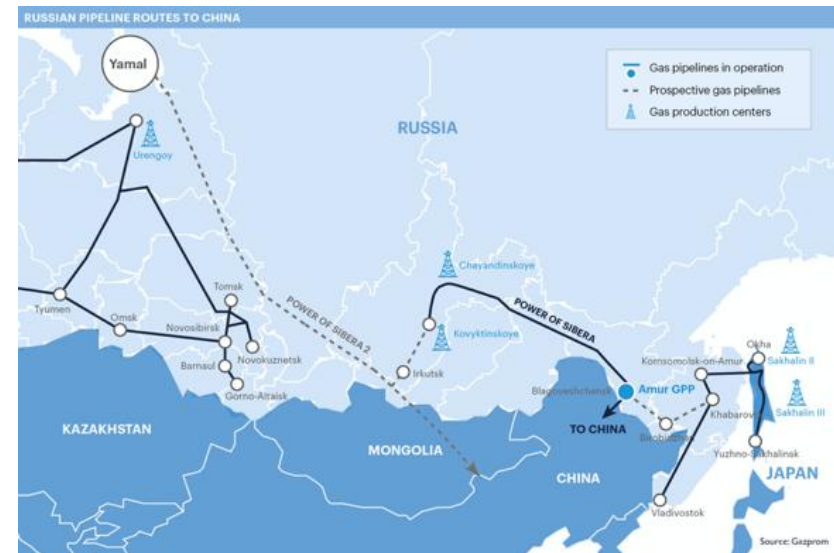 RUSSIAN PIPELINE ROUTES TO CHINA
Yamal
Gas pipelines in operation
Prospective gas pipelines
Gas production centers
RUSSIA
Urengoy
Chayandinskoye
Tyumen
Omsk
Tomsk
Novosibirsk
Novokuznetsk
Barnaul
Gorno-Altaisk
POWER OF SIBERA 2
Kovyktinskoye
Irkutsk
POWER OF SIBERA
Blagoveshchansk
Amur GPP
TO CHINA
Birobidzhan
Komsomolsk-on-Amur
Okha
Sakhalin II
Sakhalin III
Khabarovsk
Yuzhno-Sakhalinsk
Vladivostok
KAZAKHSTAN
MONGOLIA
CHINA
JAPAN
Source: Gazprom